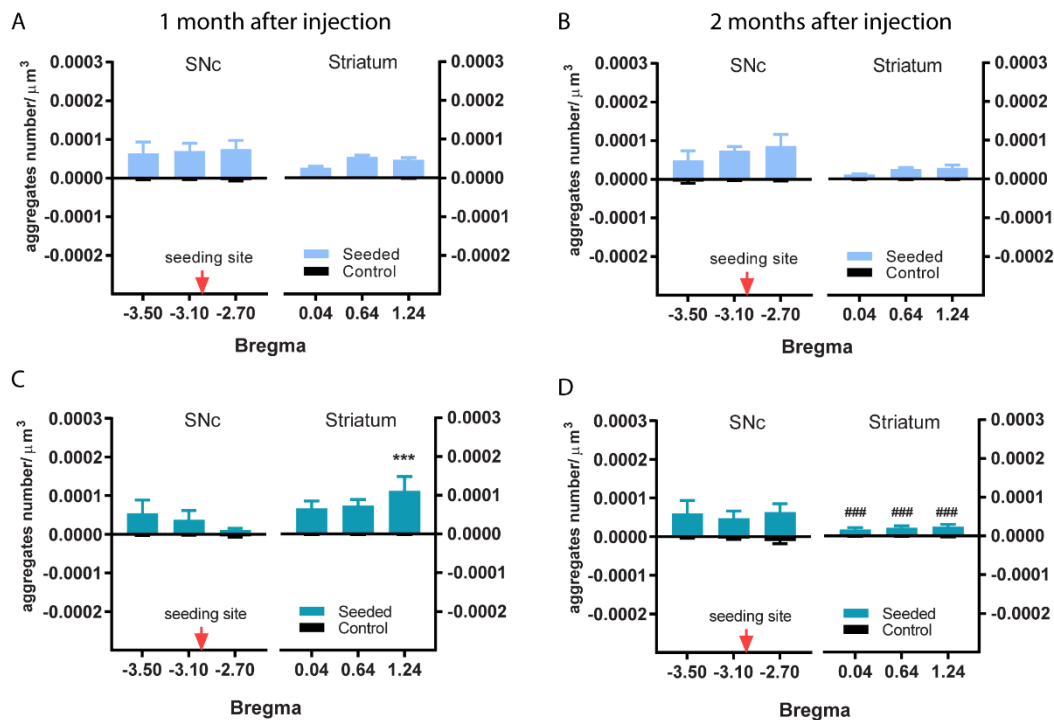 A
1 month after injection
aggregates number/ μm³
SNc
Striatum
0.0003
0.0002
0.0001
0.0000
-0.0001
-0.0002
0.0003
0.0002
0.0001
0.0000
-0.0001
-0.0002
seeding site
Seeded
Control
-3.50 -3.10 -2.70 0.04 0.64 1.24
Bregma
B
2 months after injection
aggregates number/ μm³
SNc
Striatum
0.0003
0.0002
0.0001
0.0000
-0.0001
-0.0002
0.0003
0.0002
0.0001
0.0000
-0.0001
-0.0002
seeding site
Seeded
Control
-3.50 -3.10 -2.70 0.04 0.64 1.24
Bregma
C
aggregates number/ μm³
SNc
Striatum
0.0003
0.0002
0.0001
0.0000
-0.0001
-0.0002
0.0003
0.0002
0.0001
0.0000
-0.0001
-0.0002
***
seeding site
Seeded
Control
-3.50 -3.10 -2.70 0.04 0.64 1.24
Bregma
D
aggregates number/ μm³
SNc
Striatum
0.0003
0.0002
0.0001
0.0000
-0.0001
-0.0002
0.0003
0.0002
0.0001
0.0000
-0.0001
-0.0002
### ### ###
seeding site
Seeded
Control
-3.50 -3.10 -2.70 0.04 0.64 1.24
Bregma